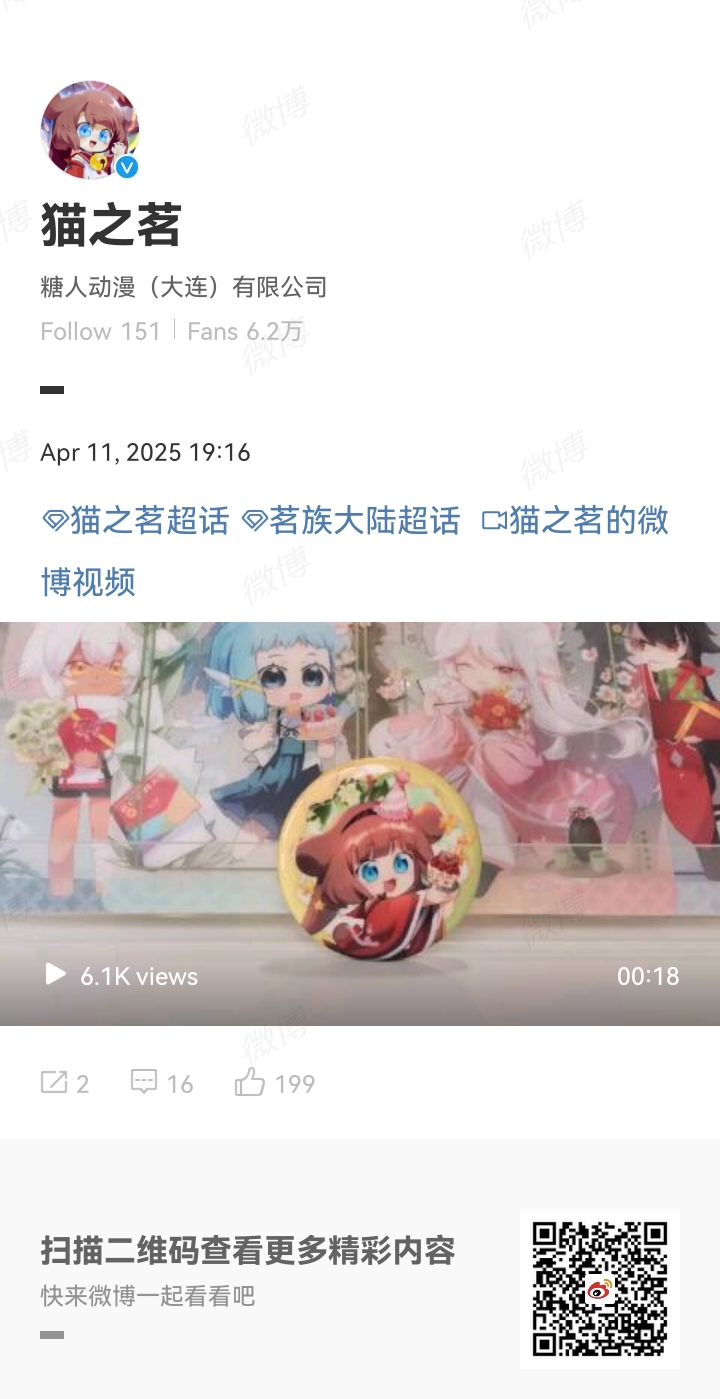 猫之茗
糖人动漫（大连）有限公司
Follow 151 | Fans 6.2万
Apr 11, 2025 19:16
猫之茗超话 茗族大陆超话 猫之茗的微
博视频
6.1K views
00:18
2 16 199
扫描二维码查看更多精彩内容
快来微博一起看看吧
微博